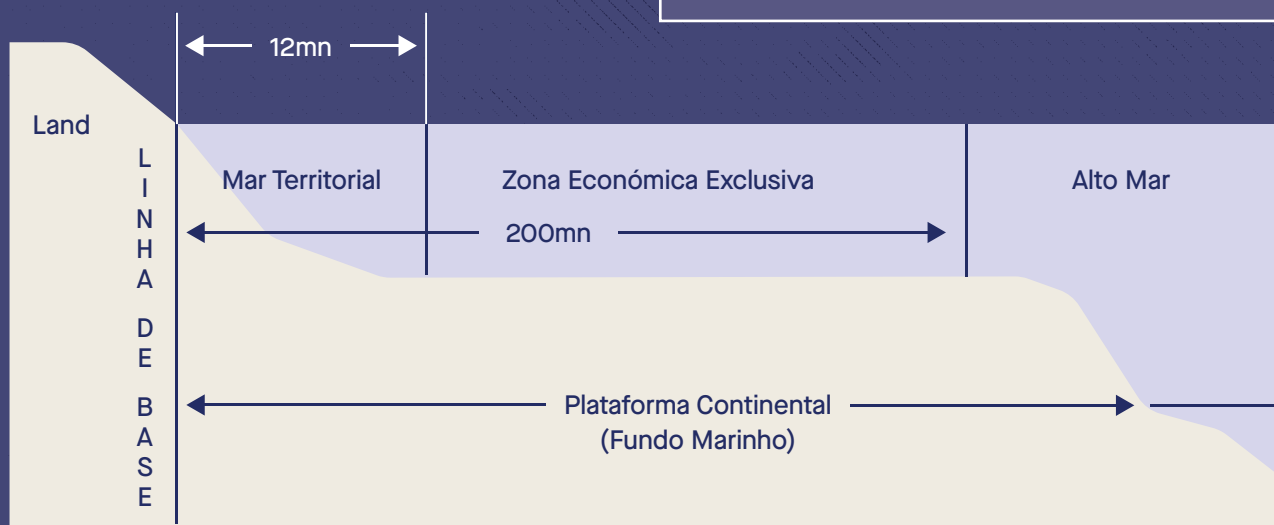 12mn
Land
LINHA DE BASE
Mar Territorial
Zona Económica Exclusiva
Alto Mar
200mn
Plataforma Continental
(Fundo Marinho)